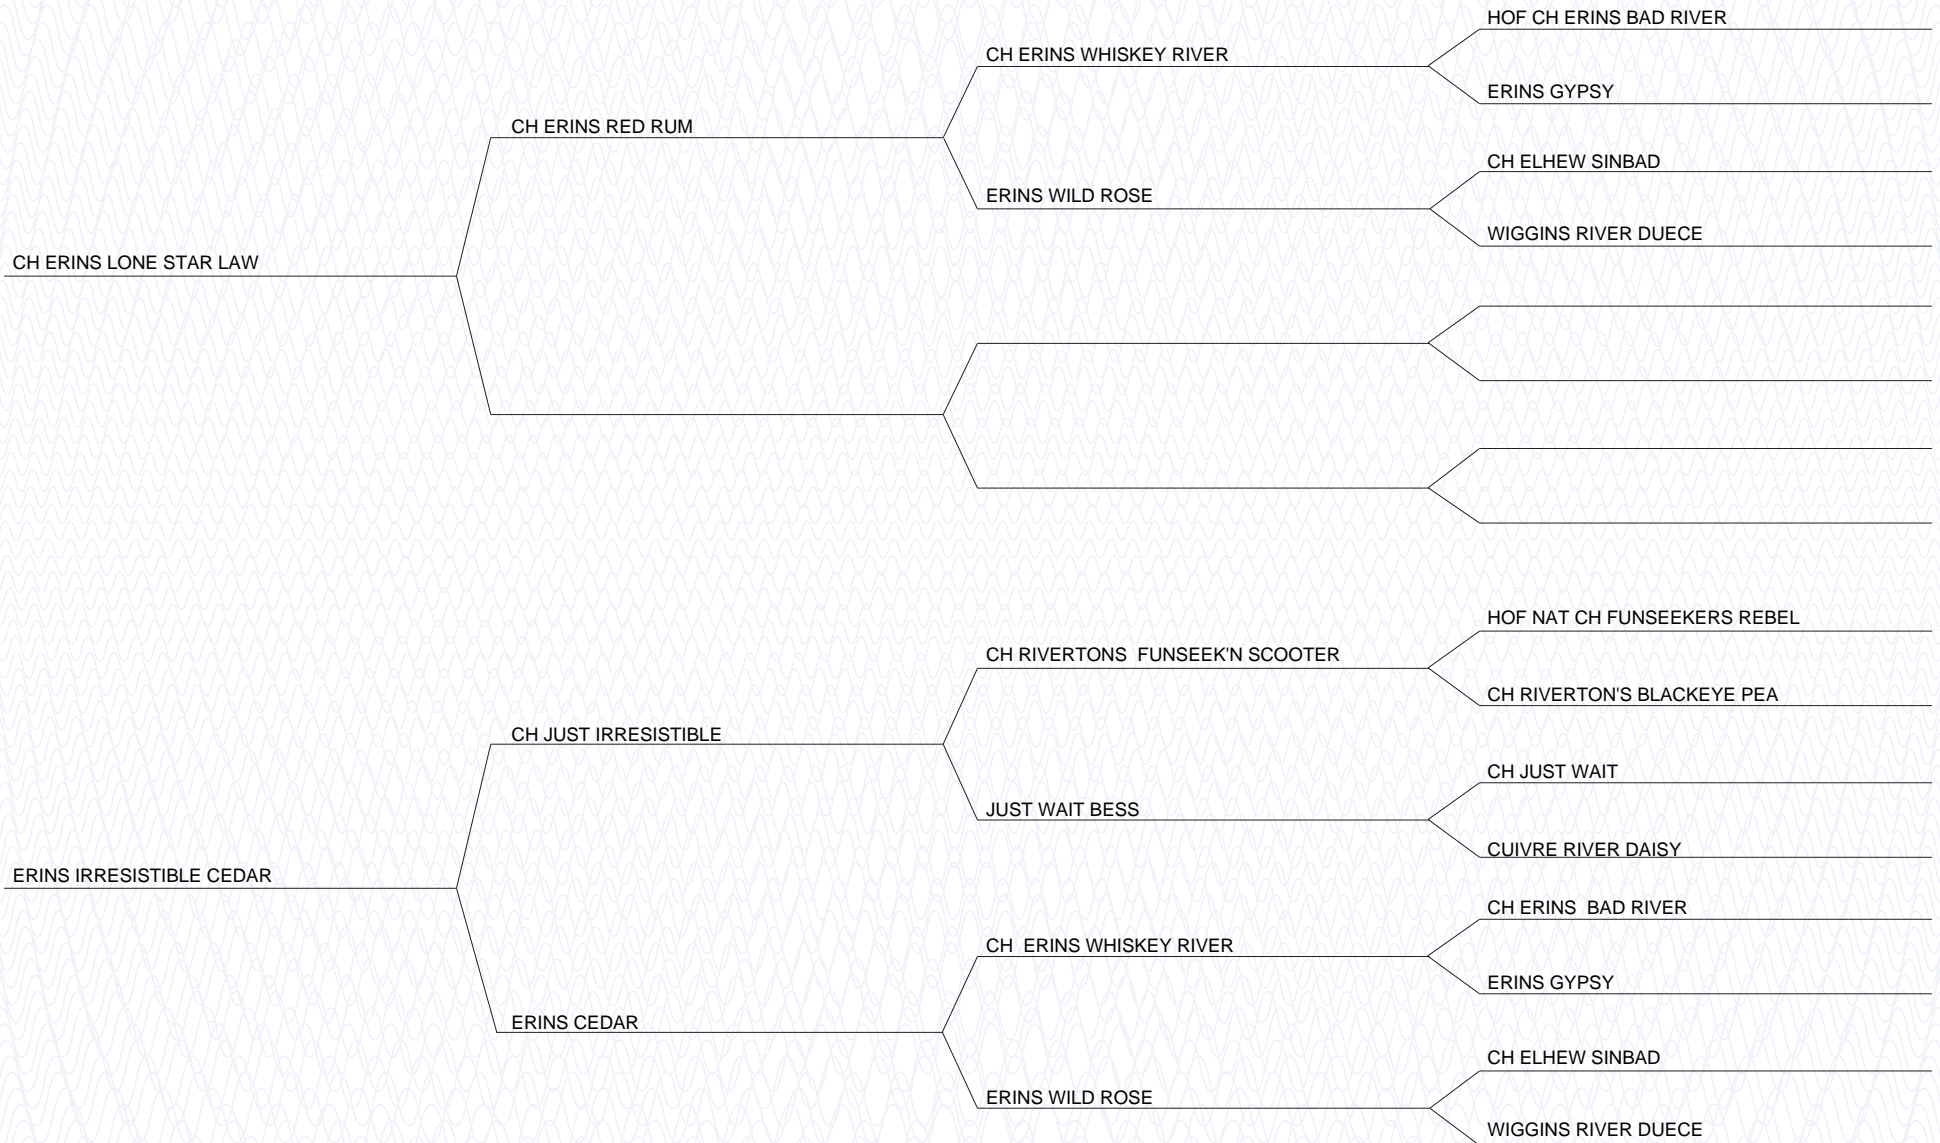 HOF CH ERINS BAD RIVER
CH ERINS WHISKEY RIVER
ERINS GYPSY
CH ERINS RED RUM
CH ELHEW SINBAD
ERINS WILD ROSE
WIGGINS RIVER DUECE
CH ERINS LONE STAR LAW
HOF NAT CH FUNSEEKERS REBEL
CH RIVERTONS  FUNSEEK'N SCOOTER
CH RIVERTON'S BLACKEYE PEA
CH JUST IRRESISTIBLE
CH JUST WAIT
JUST WAIT BESS
CUIVRE RIVER DAISY
ERINS IRRESISTIBLE CEDAR
CH ERINS  BAD RIVER
CH  ERINS WHISKEY RIVER
ERINS GYPSY
ERINS CEDAR
CH ELHEW SINBAD
ERINS WILD ROSE
WIGGINS RIVER DUECE